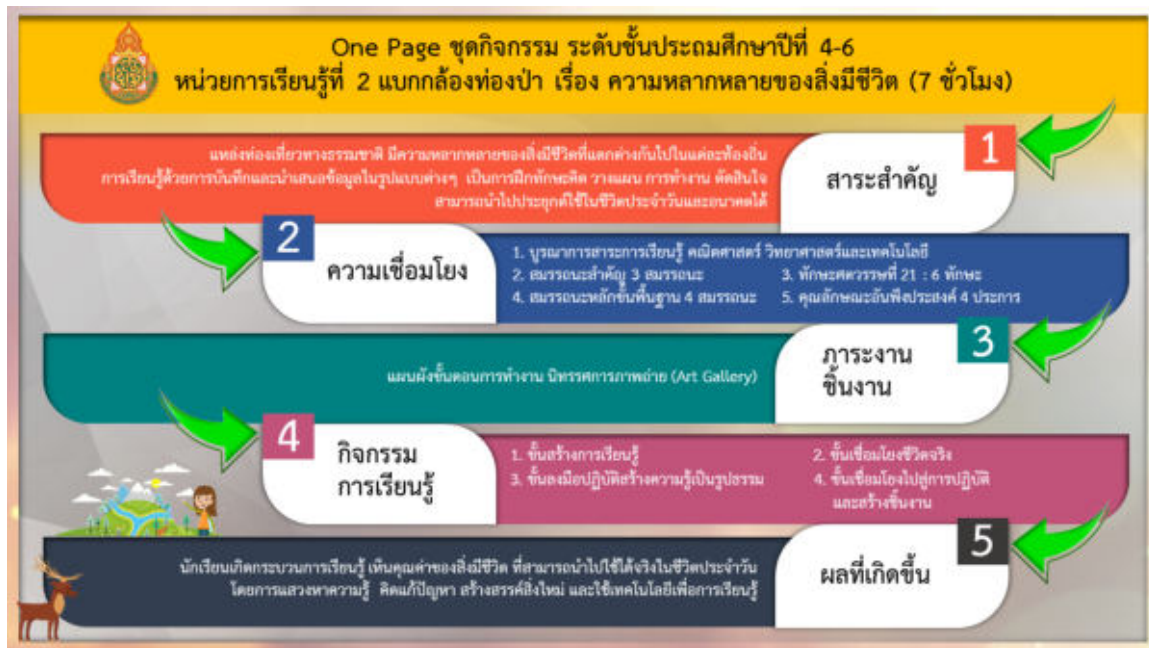 One Page ชุดกิจกรรม ระดับชั้นประถมศึกษาปีที่ 4-6
หน่วยการเรียนรู้ที่ 2 แบกกล้องท่องป่า เรื่อง ความหลากหลายของสิ่งมีชีวิต (7 ชั่วโมง)
1
สาระสำคัญ
แหล่งท่องเที่ยวทางธรรมชาติ มีความหลากหลายของสิ่งมีชีวิตที่แตกต่างกันไปในแต่ละท้องถิ่น
การเรียนรู้ด้วยการบันทึกและนำเสนอข้อมูลในรูปแบบต่างๆ เป็นการฝึกทักษะคิด วางแผน การทำงาน ตัดสินใจ
สามารถนำไปประยุกต์ใช้ในชีวิตประจำวันและอนาคตได้
2
ความเชื่อมโยง
1. บูรณาการสาระการเรียนรู้ คณิตศาสตร์ วิทยาศาสตร์และเทคโนโลยี
2. สมรรถนะสำคัญ 3 สมรรถนะ 3. ทักษะศตวรรษที่ 21 : 6 ทักษะ
4. สมรรถนะหลักขั้นพื้นฐาน 4 สมรรถนะ 5. คุณลักษณะอันพึงประสงค์ 4 ประการ
3
ภาระงาน
ชิ้นงาน
แผนผังขั้นตอนการทำงาน นิทรรศการภาพถ่าย (Art Gallery)
4
กิจกรรม
การเรียนรู้
1. ขั้นสร้างการเรียนรู้ 2. ขั้นเชื่อมโยงชีวิตจริง
3. ขั้นลงมือปฏิบัติสร้างความรู้เป็นรูปธรรม 4. ขั้นเชื่อมโยงไปสู่การปฏิบัติ
และสร้างชิ้นงาน
5
ผลที่เกิดขึ้น
นักเรียนเกิดกระบวนการเรียนรู้ เห็นคุณค่าของสิ่งมีชีวิต ที่สามารถนำไปใช้ได้จริงในชีวิตประจำวัน
โดยการแสวงหาความรู้ คิดแก้ปัญหา สร้างสรรค์สิ่งใหม่ และใช้เทคโนโลยีเพื่อการเรียนรู้